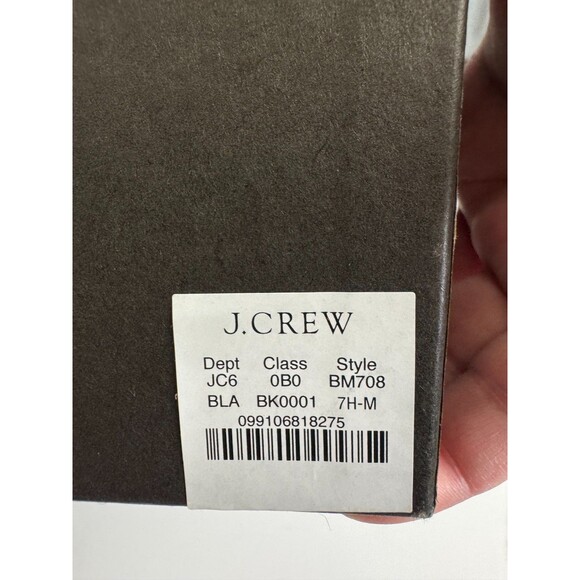 J.CREW
Dept Class Style
JC6 0B0 BM708
BLA BK0001 7H-M
099106818275